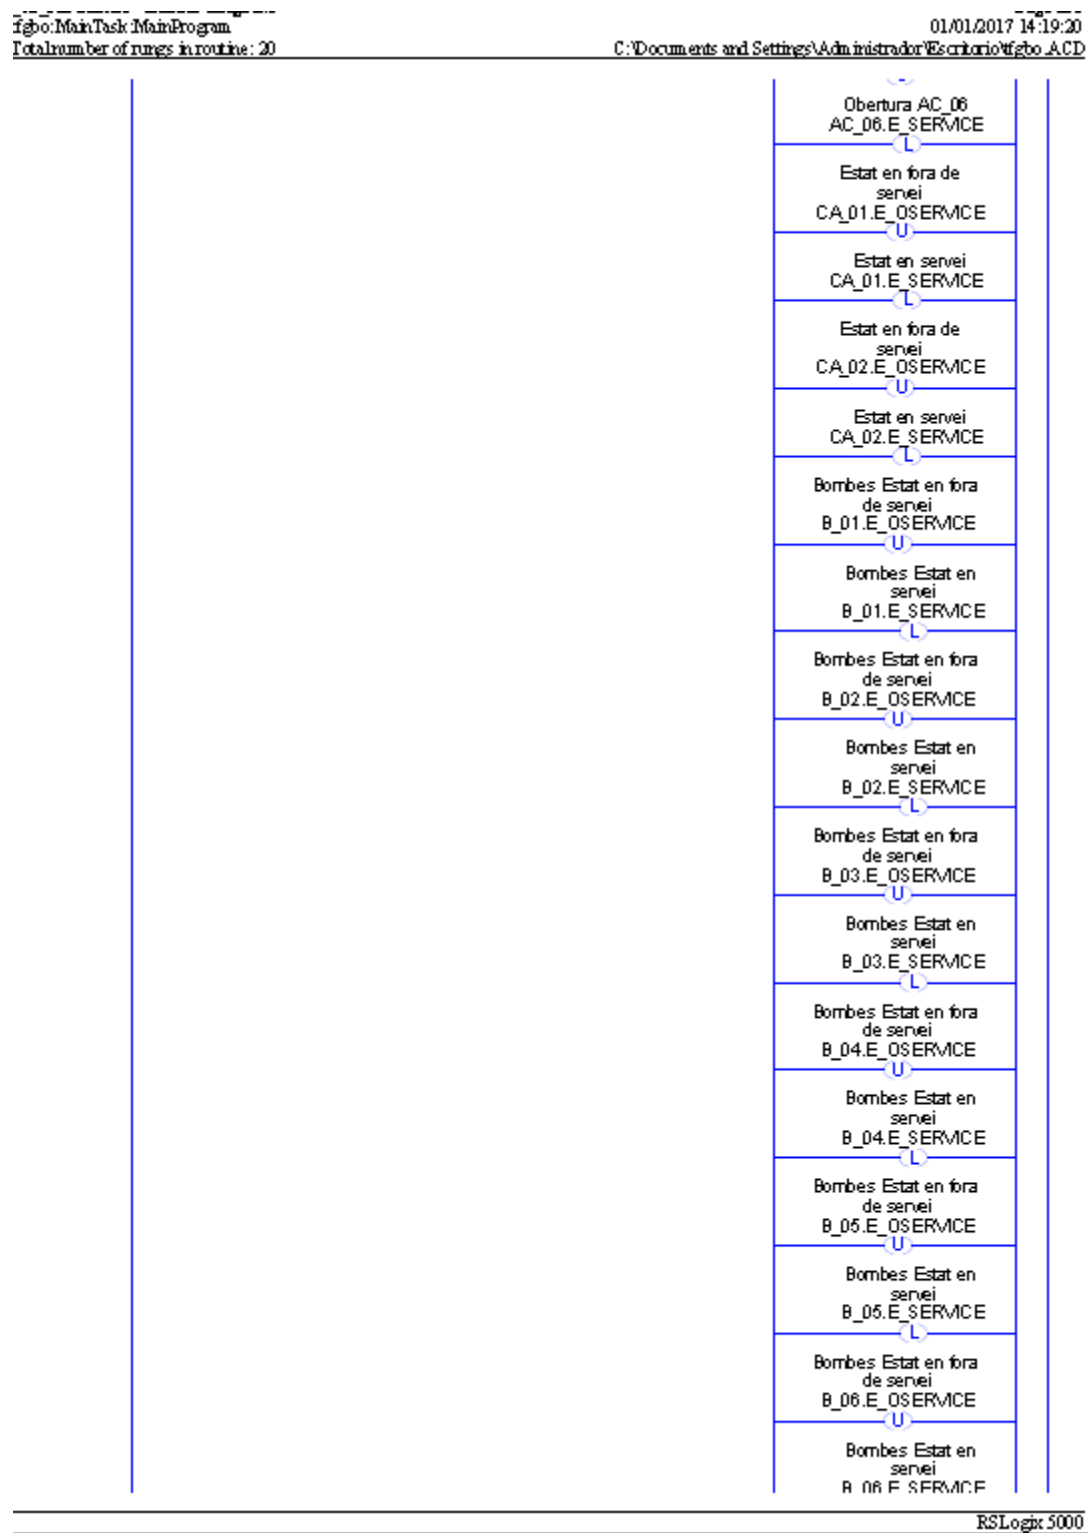 tfgbo:MainTask:MainProgram
01/01/2017 14:19:20
Total number of rungs in routine: 20
C:\Documents and Settings\Administrador\Escritorio\tfgbo.ACD
Obertura AC_06
AC_06.E_SERVICE
L
Estat en fora de
servei
CA_01.E_OSERVICE
U
Estat en servei
CA_01.E_SERVICE
L
Estat en fora de
servei
CA_02.E_OSERVICE
U
Estat en servei
CA_02.E_SERVICE
L
Bombes Estat en fora
de servei
B_01.E_OSERVICE
U
Bombes Estat en
servei
B_01.E_SERVICE
L
Bombes Estat en fora
de servei
B_02.E_OSERVICE
U
Bombes Estat en
servei
B_02.E_SERVICE
L
Bombes Estat en fora
de servei
B_03.E_OSERVICE
U
Bombes Estat en
servei
B_03.E_SERVICE
L
Bombes Estat en fora
de servei
B_04.E_OSERVICE
U
Bombes Estat en
servei
B_04.E_SERVICE
L
Bombes Estat en fora
de servei
B_05.E_OSERVICE
U
Bombes Estat en
servei
B_05.E_SERVICE
L
Bombes Estat en fora
de servei
B_06.E_OSERVICE
U
Bombes Estat en
servei
B_06.E_SERVICE
RSLogix 5000